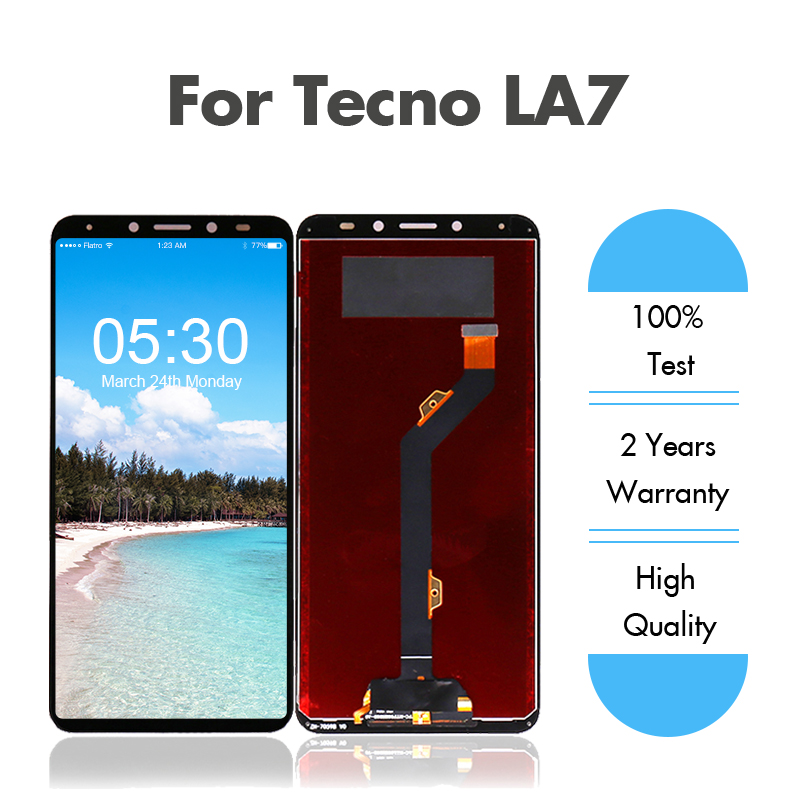 For Tecno LA7
Flatro
1:23 AM
77%
05:30
March 24th Monday
100%
Test
2 Years
Warranty
High
Quality